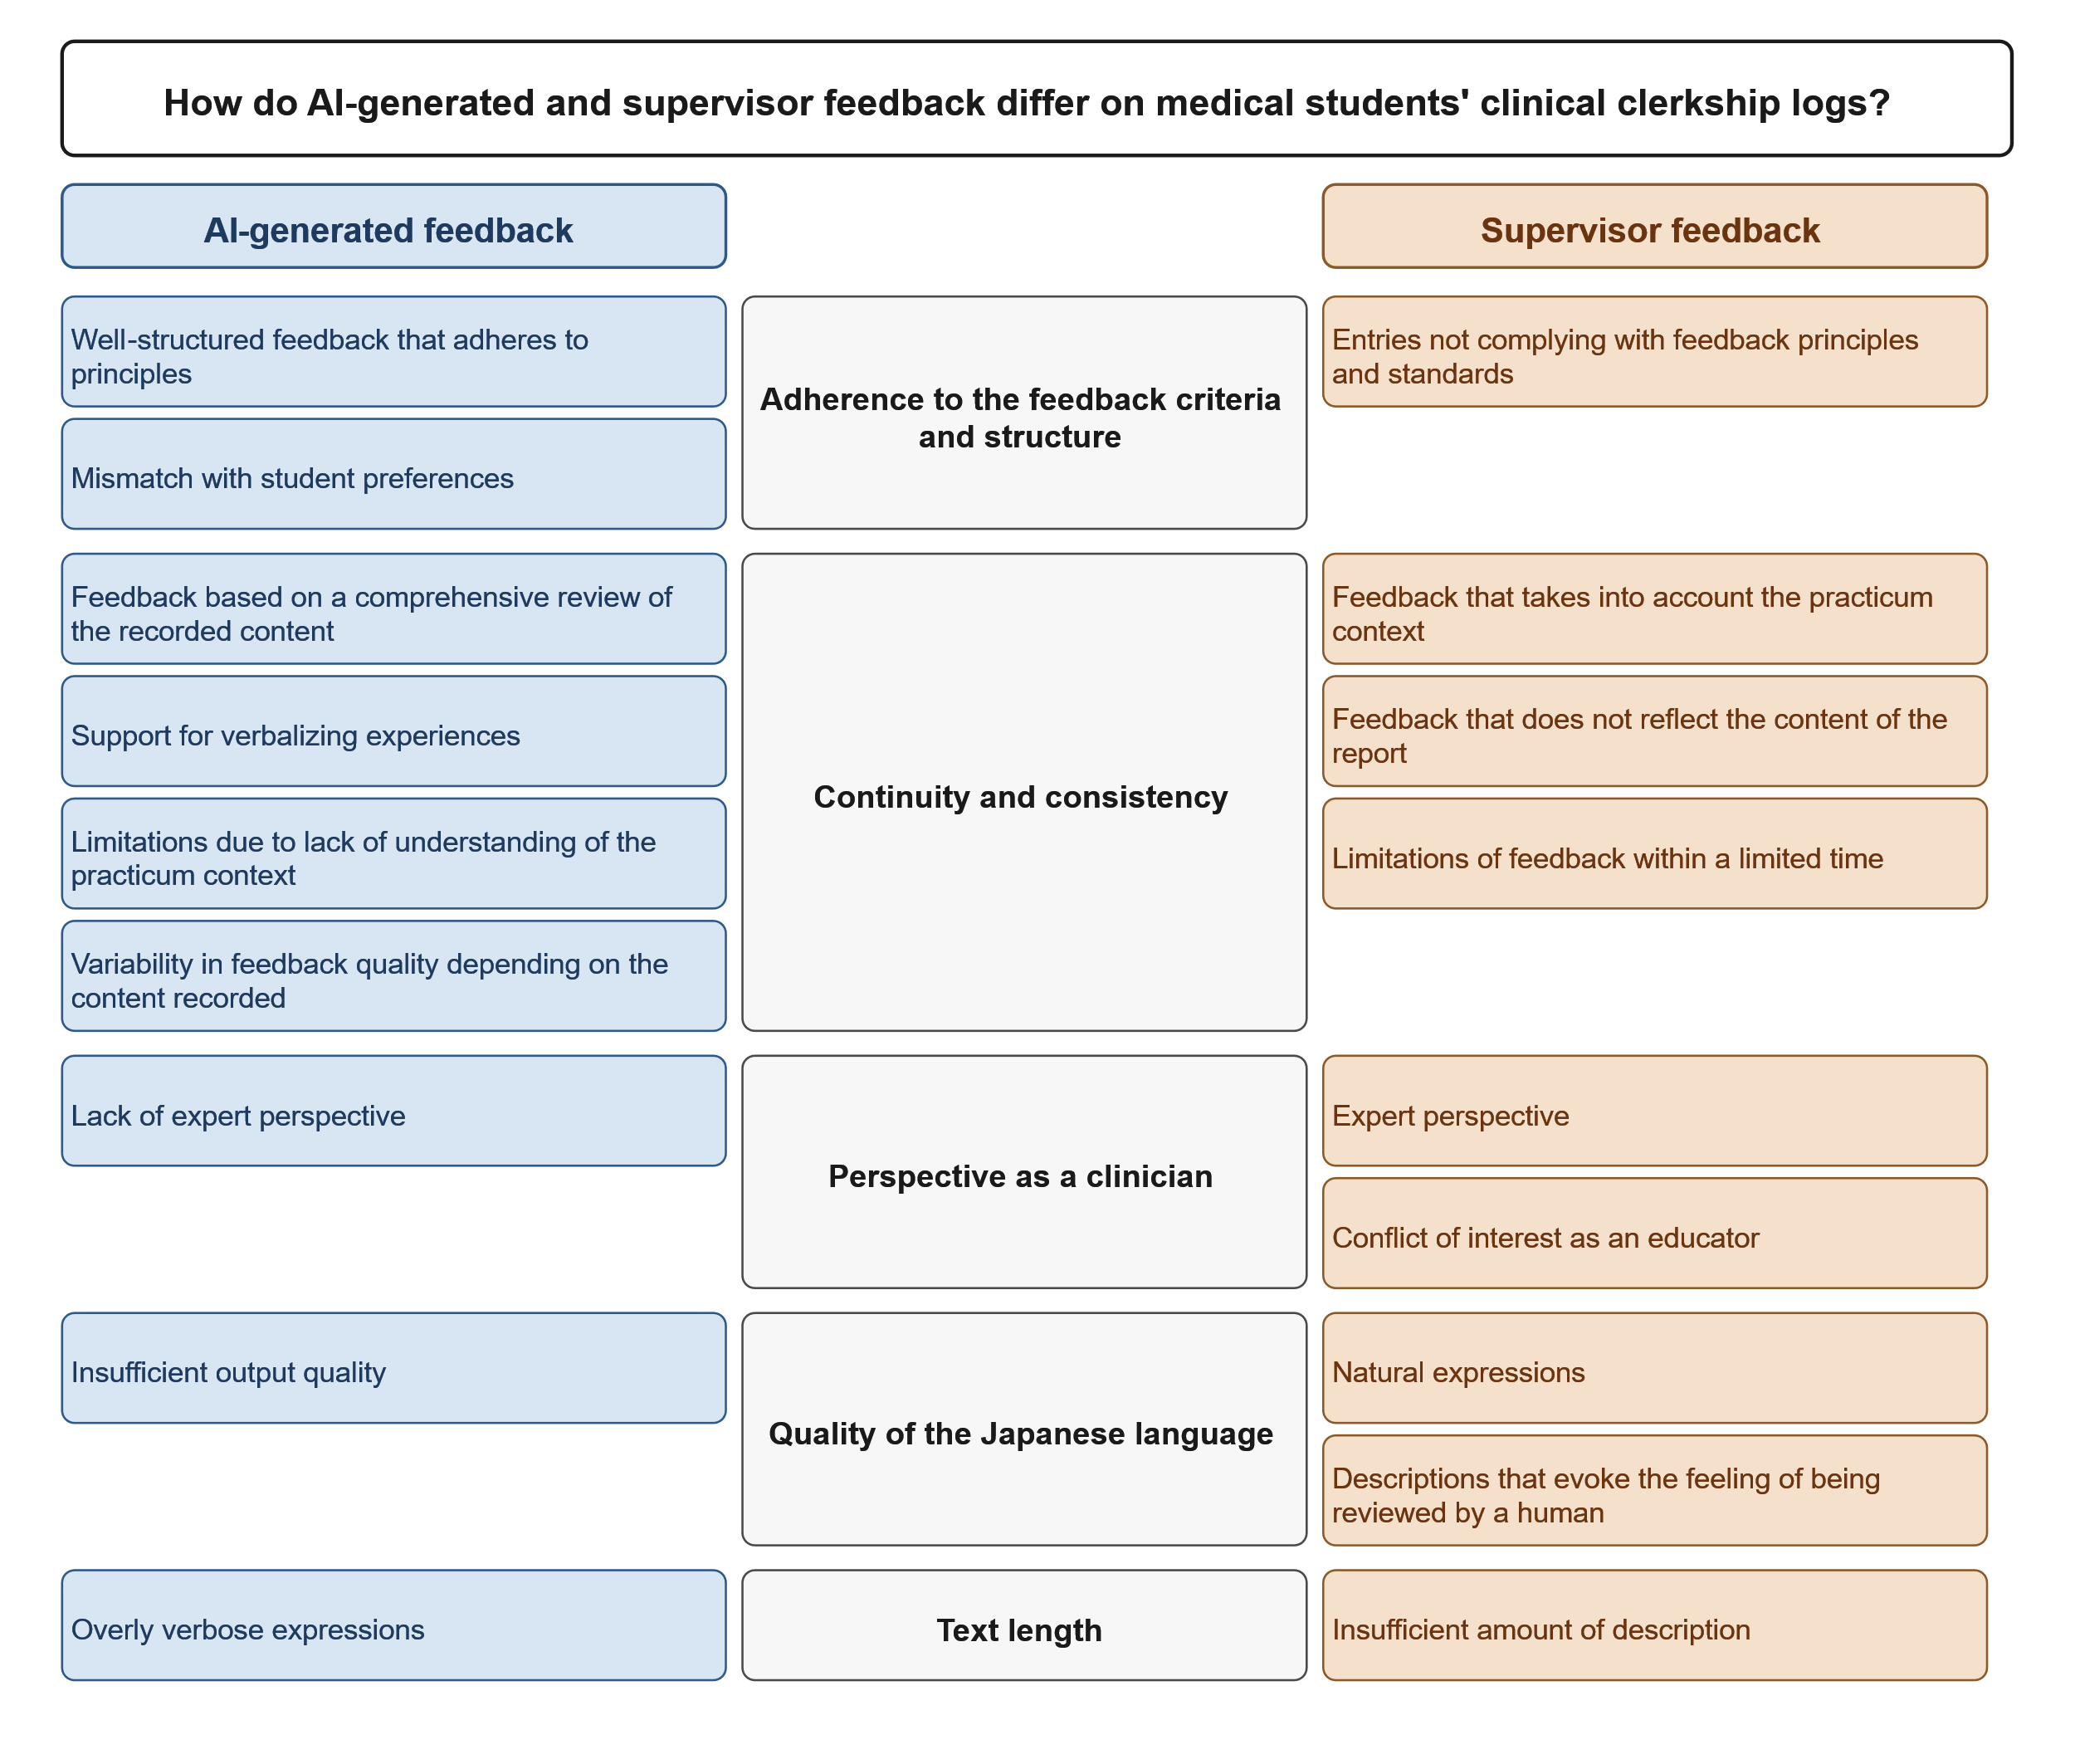 How do AI-generated and supervisor feedback differ on medical students' clinical clerkship logs?
AI-generated feedback
Supervisor feedback
Well-structured feedback that adheres to
principles
Mismatch with student preferences
Adherence to the feedback criteria
and structure
Entries not complying with feedback principles
and standards
Feedback based on a comprehensive review of
the recorded content
Support for verbalizing experiences
Limitations due to lack of understanding of the
practicum context
Variability in feedback quality depending on the
content recorded
Continuity and consistency
Feedback that takes into account the practicum
context
Feedback that does not reflect the content of the
report
Limitations of feedback within a limited time
Lack of expert perspective
Perspective as a clinician
Expert perspective
Conflict of interest as an educator
Insufficient output quality
Quality of the Japanese language
Natural expressions
Descriptions that evoke the feeling of being
reviewed by a human
Overly verbose expressions
Text length
Insufficient amount of description